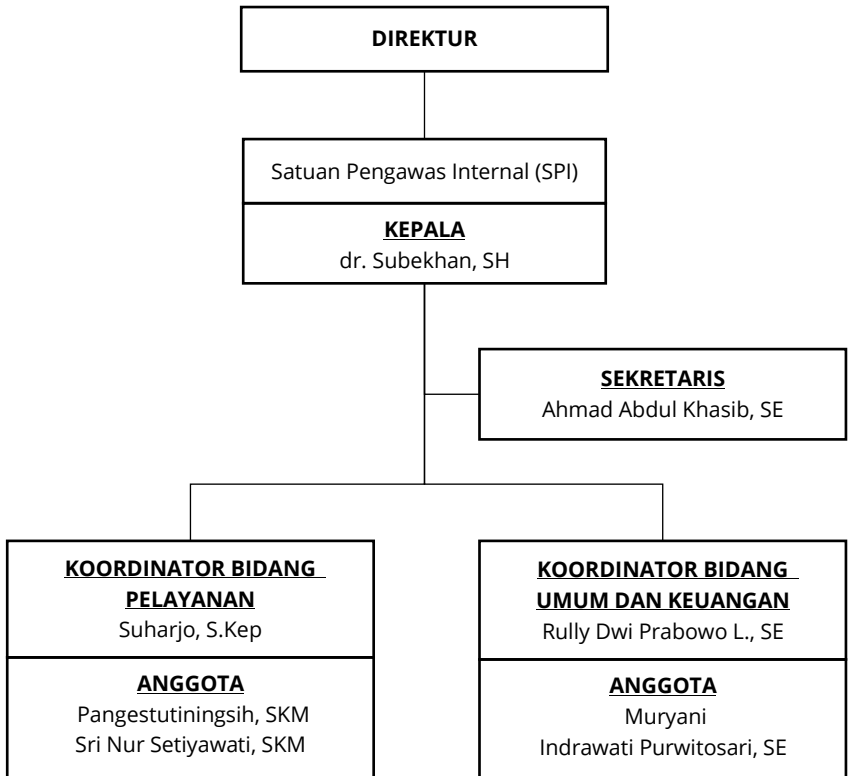 DIREKTUR
Satuan Pengawas Internal (SPI)
KEPALA
dr. Subekhan, SH
SEKRETARIS
Ahmad Abdul Khasib, SE
KOORDINATOR BIDANG
PELAYANAN
Suharjo, S.Kep
ANGGOTA
Pangestutiningsih, SKM
Sri Nur Setiyawati, SKM
KOORDINATOR BIDANG
UMUM DAN KEUANGAN
Rully Dwi Prabowo L., SE
ANGGOTA
Muryani
Indrawati Purwitosari, SE